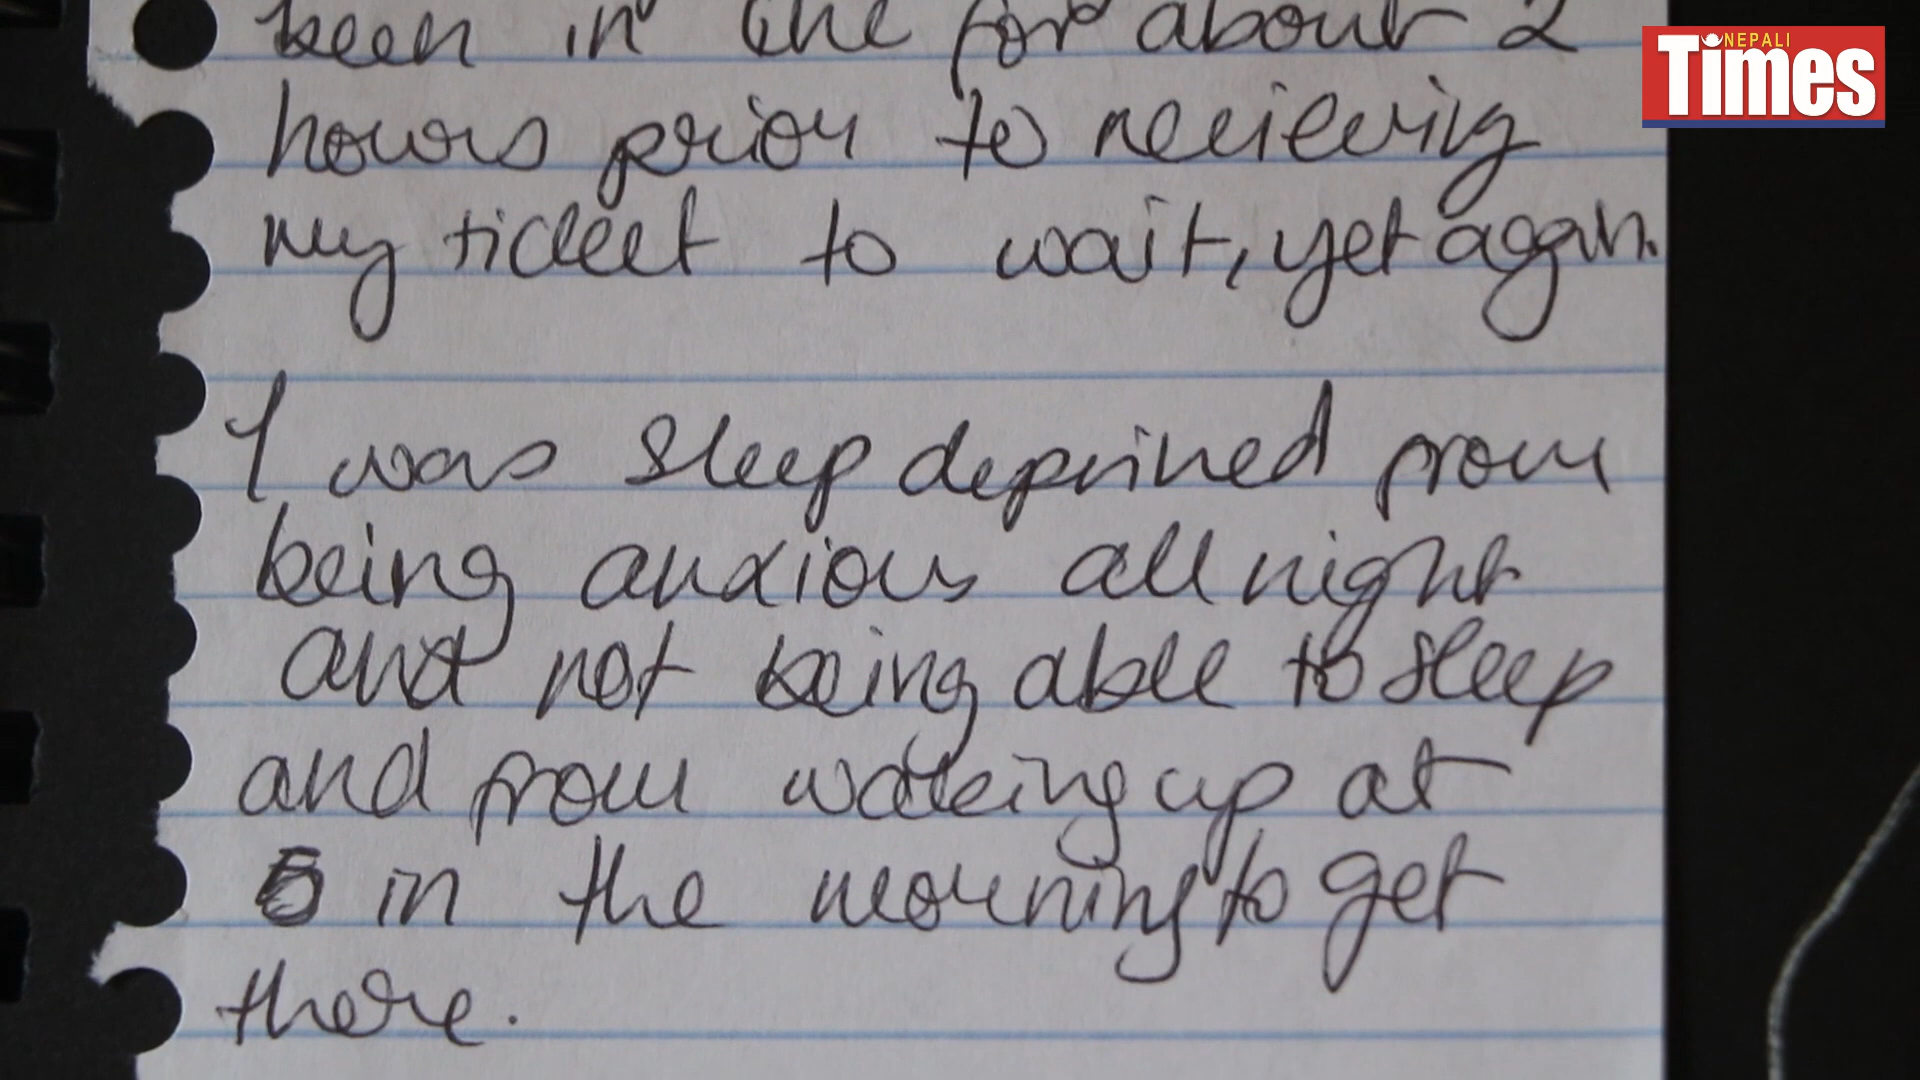 been in line for about 2
hours prior to recieving
my ticket to wait, yet again.
I was sleep deprived from
being anxious all night
and not being able to sleep
and from waking up at
5 in the morning to get
there.
NEPALI
Times